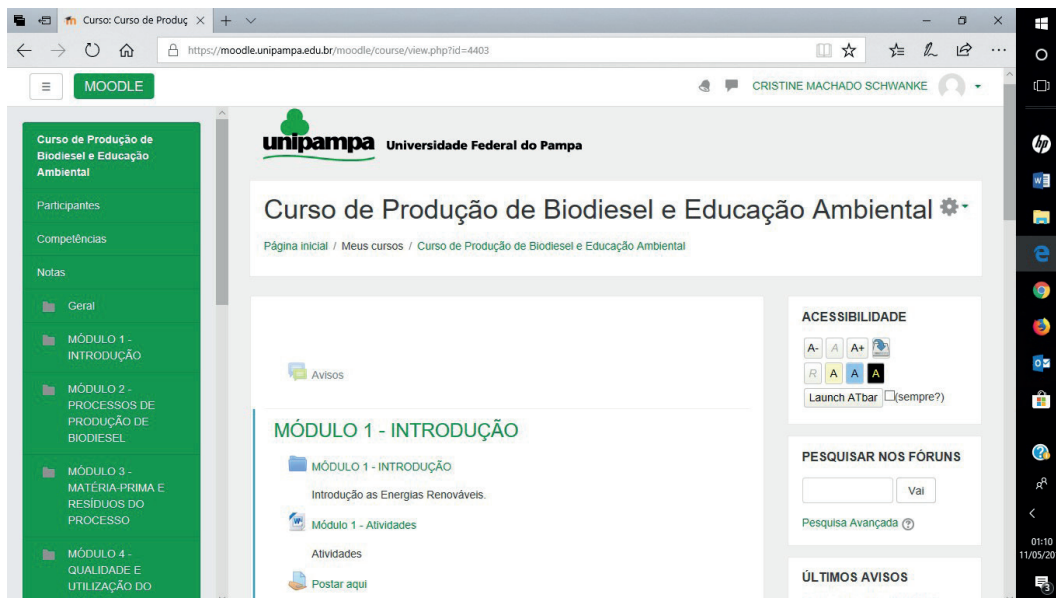 Curso: Curso de Produç
https://moodle.unipampa.edu.br/moodle/course/view.php?id=4403
MOODLE
CRISTINE MACHADO SCHWANKE
Curso de Produção de
Biodiesel e Educação
Ambiental
Participantes
Competências
Notas
Geral
MÓDULO 1 -
INTRODUÇÃO
MÓDULO 2 -
PROCESSOS DE
PRODUÇÃO DE
BIODIESEL
MÓDULO 3 -
MATÉRIA-PRIMA E
RESÍDUOS DO
PROCESSO
MÓDULO 4 -
QUALIDADE E
UTILIZAÇÃO DO
unipampa Universidade Federal do Pampa
Curso de Produção de Biodiesel e Educação Ambiental
Página inicial / Meus cursos / Curso de Produção de Biodiesel e Educação Ambiental
Avisos
MÓDULO 1 - INTRODUÇÃO
MÓDULO 1 - INTRODUÇÃO
Introdução as Energias Renováveis.
Módulo 1 - Atividades
Atividades
Postar aqui
ACESSIBILIDADE
A- A A+
R A A A
Launch ATbar (sempre?)
PESQUISAR NOS FÓRUNS
Vai
Pesquisa Avançada
ÚLTIMOS AVISOS
hp
01:10
11/05/20
3